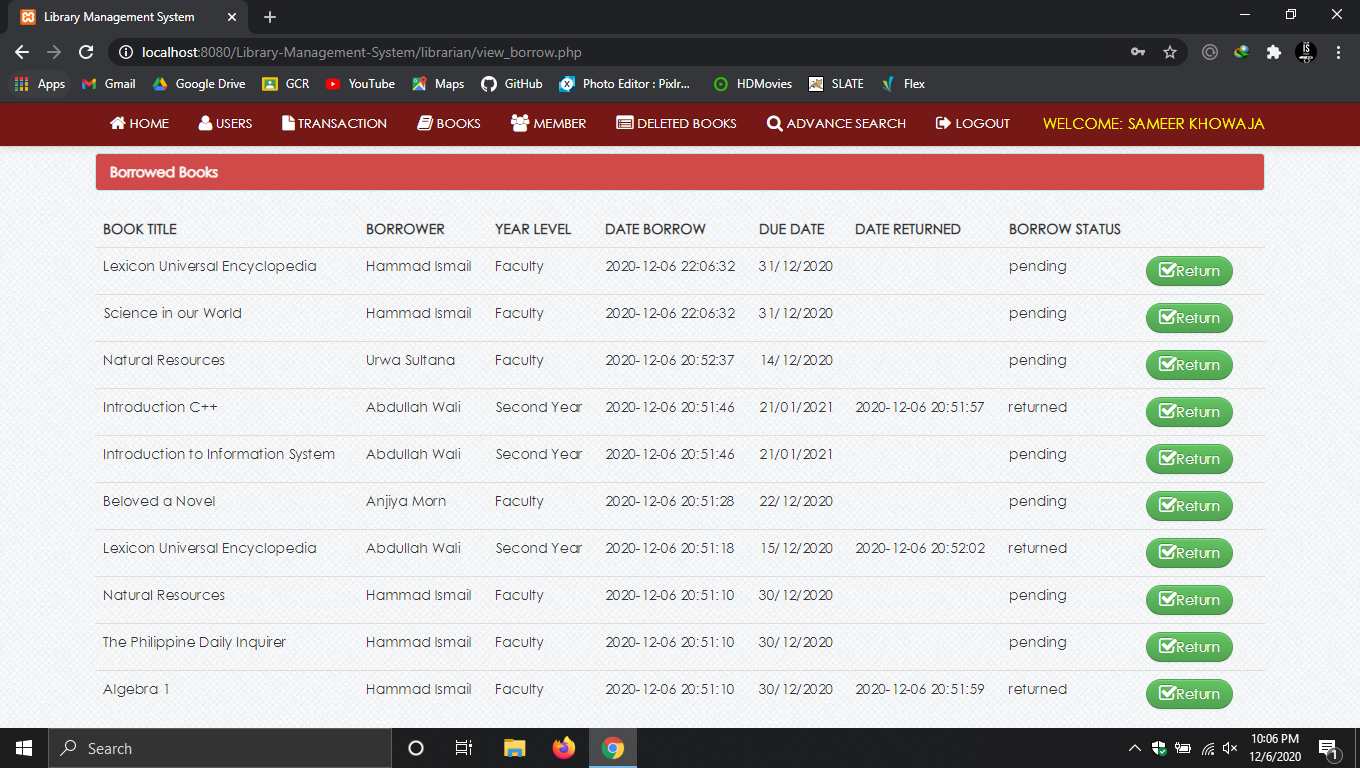 Library Management System
localhost:8080/Library-Management-System/librarian/view_borrow.php
Apps Gmail Google Drive GCR YouTube Maps GitHub Photo Editor : Pixlr... HDMovies SLATE Flex
HOME USERS TRANSACTION BOOKS MEMBER DELETED BOOKS ADVANCE SEARCH LOGOUT WELCOME: SAMEER KHOWAJA
Borrowed Books
BOOK TITLE BORROWER YEAR LEVEL DATE BORROW DUE DATE DATE RETURNED BORROW STATUS
Lexicon Universal Encyclopedia Hammad Ismail Faculty 2020-12-06 22:06:32 31/12/2020 pending Return
Science in our World Hammad Ismail Faculty 2020-12-06 22:06:32 31/12/2020 pending Return
Natural Resources Urwa Sultana Faculty 2020-12-06 20:52:37 14/12/2020 pending Return
Introduction C++ Abdullah Wali Second Year 2020-12-06 20:51:46 21/01/2021 2020-12-06 20:51:57 returned Return
Introduction to Information System Abdullah Wali Second Year 2020-12-06 20:51:46 21/01/2021 pending Return
Beloved a Novel Anjiya Morn Faculty 2020-12-06 20:51:28 22/12/2020 pending Return
Lexicon Universal Encyclopedia Abdullah Wali Second Year 2020-12-06 20:51:18 15/12/2020 2020-12-06 20:52:02 returned Return
Natural Resources Hammad Ismail Faculty 2020-12-06 20:51:10 30/12/2020 pending Return
The Philippine Daily Inquirer Hammad Ismail Faculty 2020-12-06 20:51:10 30/12/2020 pending Return
Algebra 1 Hammad Ismail Faculty 2020-12-06 20:51:10 30/12/2020 2020-12-06 20:51:59 returned Return
Search
10:06 PM
12/6/2020
1